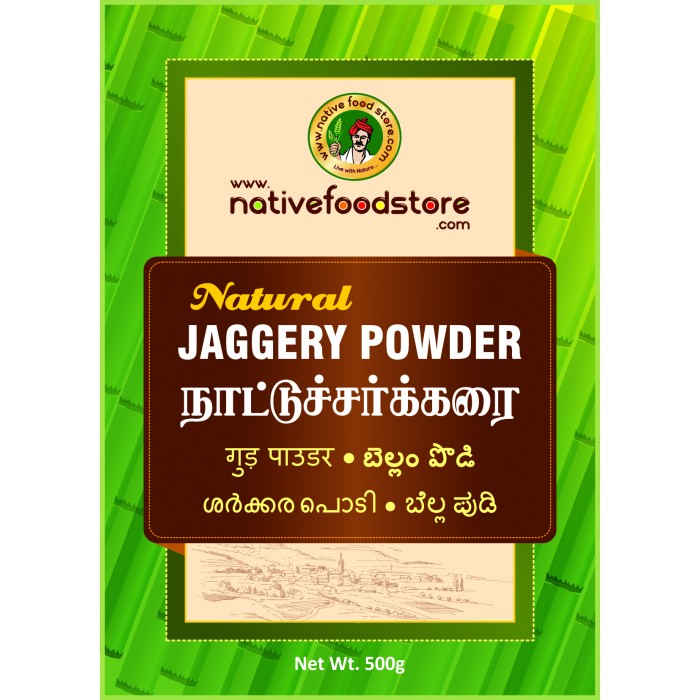 www.native food store.com
Live with Nature...
www.
nativefoodstore
.com
Natural
JAGGERY POWDER
நாட்டுச்சர்க்கரை
गुड़ पाउडर • బెల్లం పొడి
ശർക്കര പൊടി • ಬೆಲ್ಲ ಪುಡಿ
Net Wt. 500g